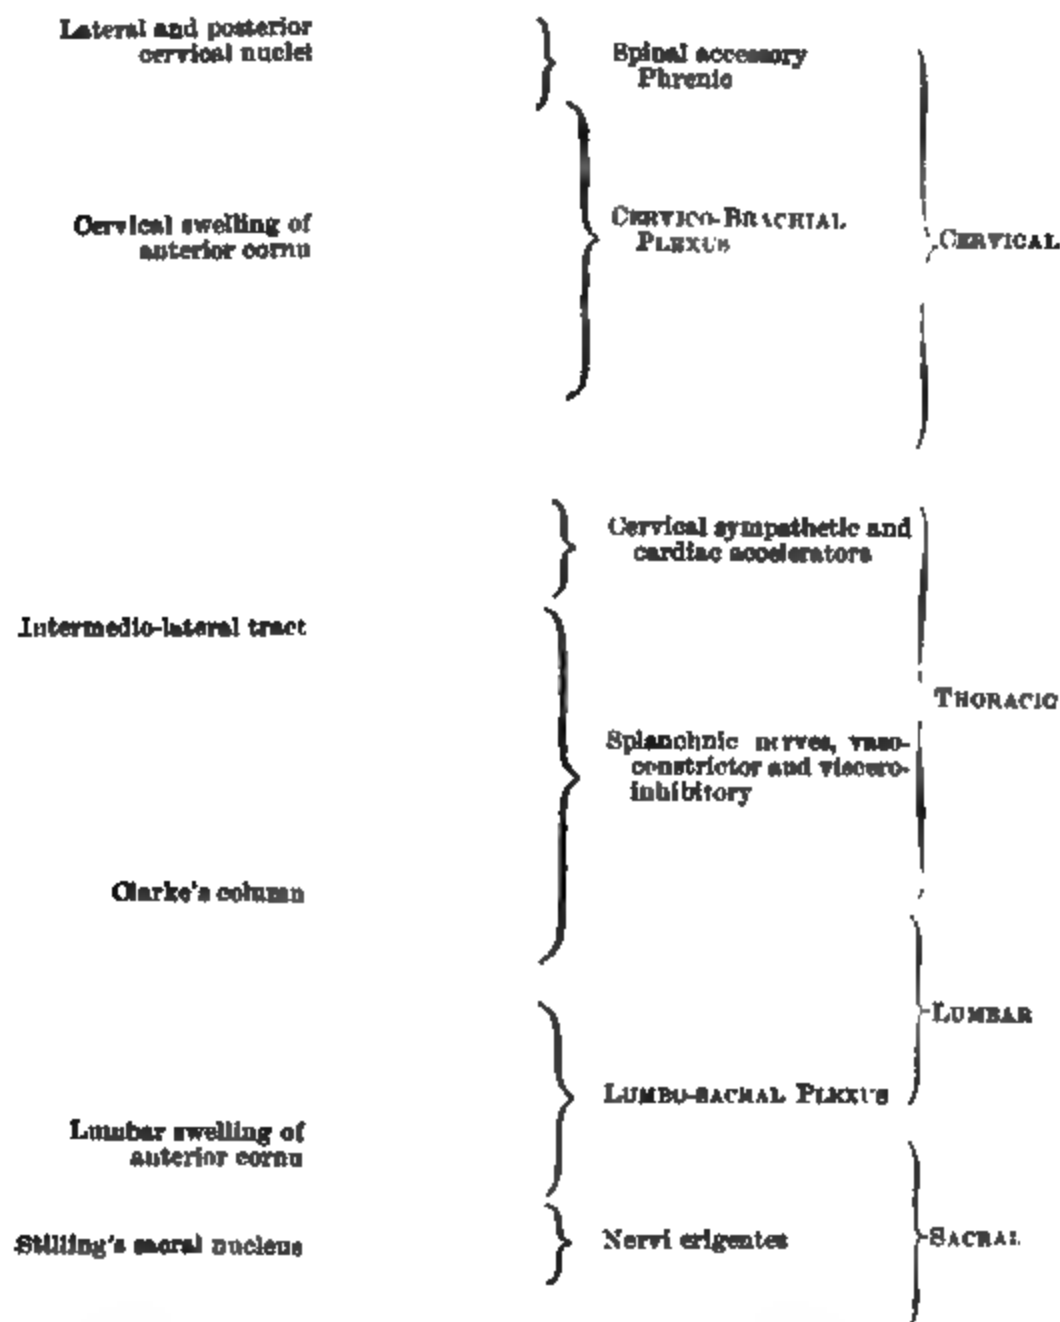 Lateral and posterior
cervical nuclei
Spinal accessory
Phrenic
Cervical swelling of
anterior cornu
CERVICO-BRACHIAL
PLEXUS
CERVICAL
Cervical sympathetic and
cardiac accelerators
Intermedio-lateral tract
THORACIC
Splanchnic nerves, vaso-
constrictor and viscero-
inhibitory
Clarke's column
LUMBAR
LUMBO-SACRAL PLEXUS
Lumbar swelling of
anterior cornu
Stilling's sacral nucleus
Nervi erigentes
SACRAL